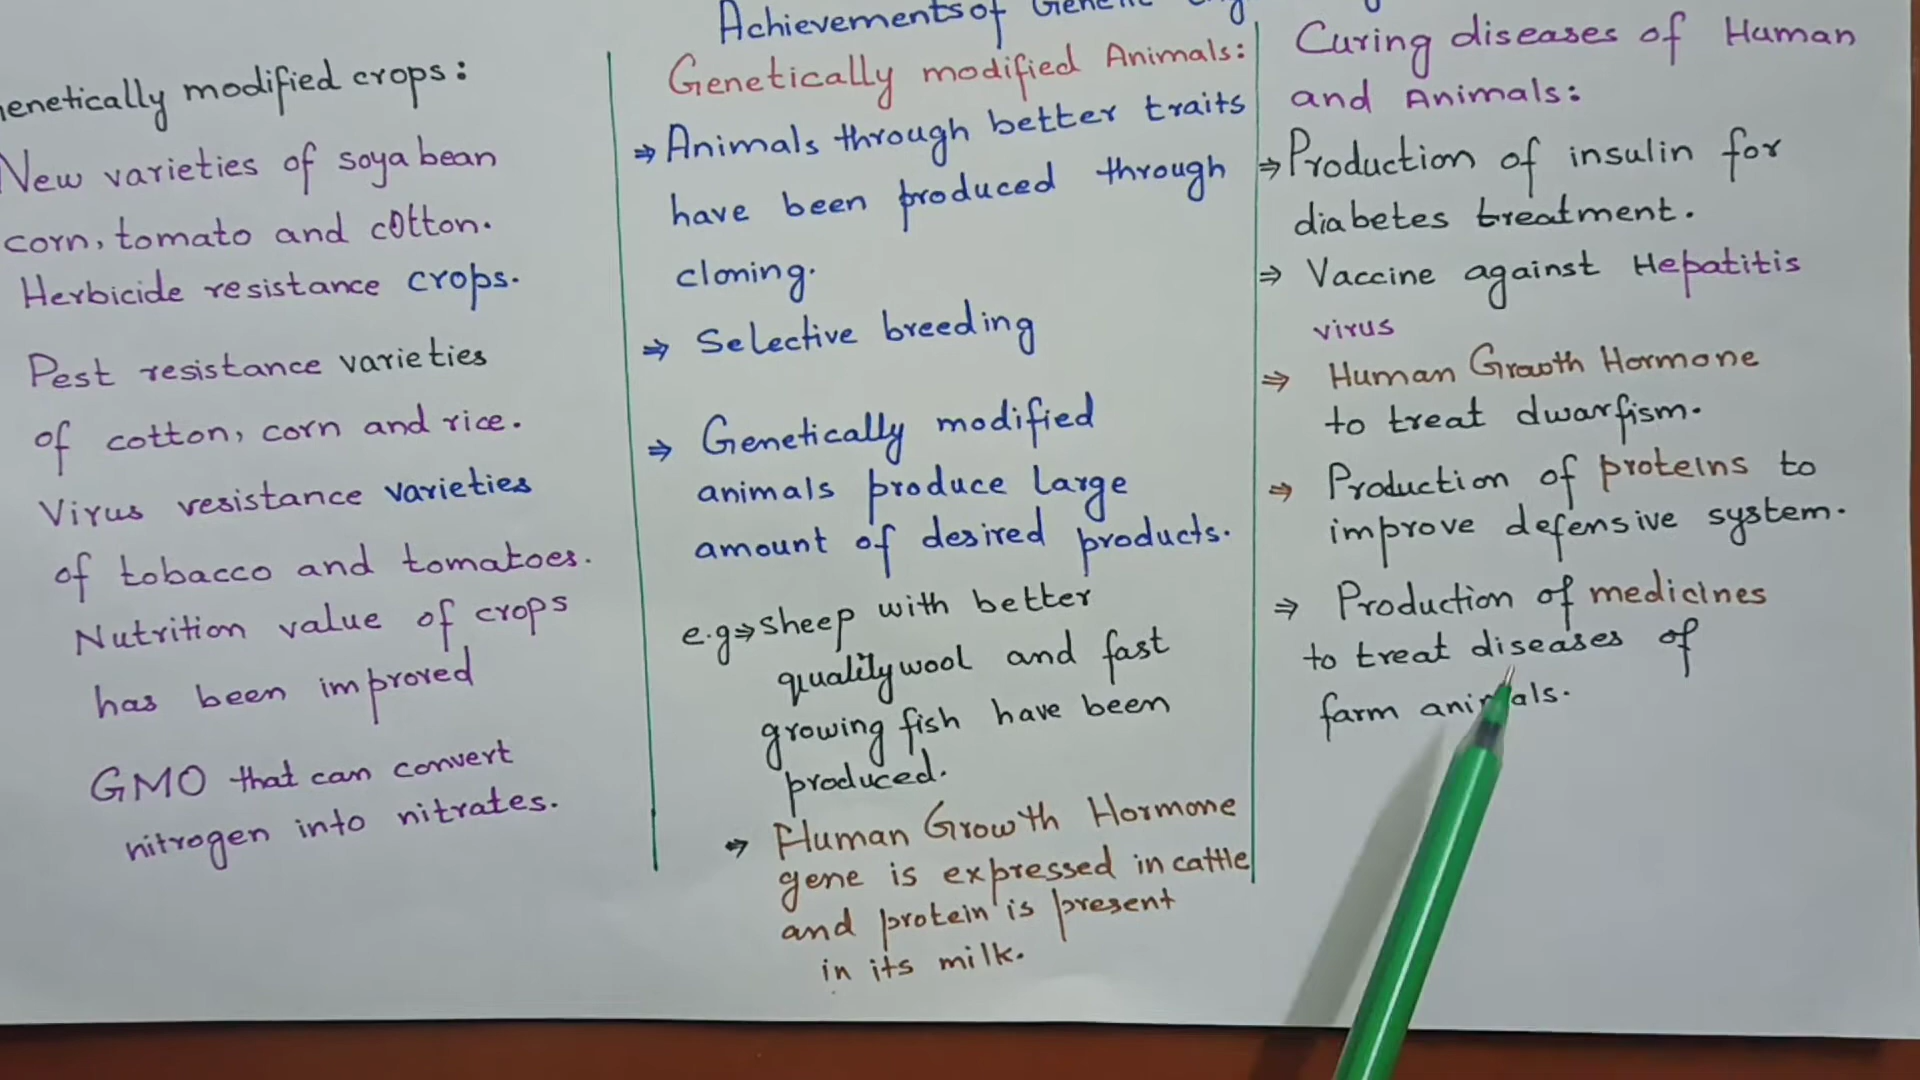 Achievements of
Genetically modified crops:
New varieties of soyabean
corn, tomato and cotton.
Herbicide resistance crops.
Pest resistance varieties
of cotton, corn and rice.
Virus resistance varieties
of tobacco and tomatoes.
Nutrition value of crops
has been improved
GMO that can convert
nitrogen into nitrates.
Genetically modified Animals:
⇒ Animals through better traits
have been produced through
cloning.
⇒ Selective breeding
⇒ Genetically modified
animals produce large
amount of desired products.
e.g⇒ sheep with better
quality wool and fast
growing fish have been
produced.
⇒ Human Growth Hormone
gene is expressed in cattle
and protein is present
in its milk.
Curing diseases of Human
and Animals:
⇒ Production of insulin for
diabetes treatment.
⇒ Vaccine against Hepatitis
virus
⇒ Human Growth Hormone
to treat dwarfism.
⇒ Production of proteins to
improve defensive system.
⇒ Production of medicines
to treat diseases of
farm animals.